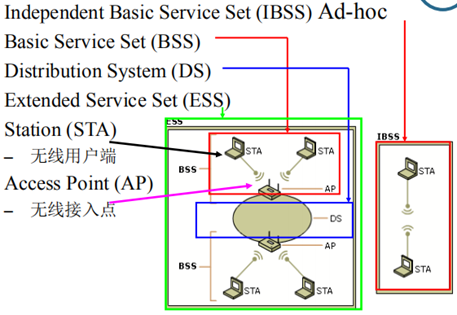 Independent Basic Service Set (IBSS) Ad-hoc
Basic Service Set (BSS)
Distribution System (DS)
Extended Service Set (ESS)
Station (STA)
– 无线用户端
Access Point (AP)
– 无线接入点
ESS
STA
STA
BSS
AP
DS
AP
BSS
STA
STA
IBSS
STA
STA